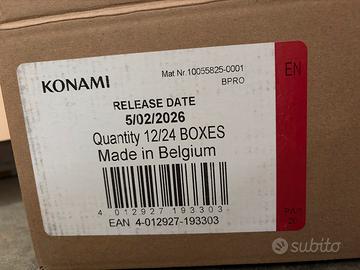 Mat Nr.10055825-0001
BPRO
EN
KONAMI
RELEASE DATE
5/02/2026
Quantity 12/24 BOXES
Made in Belgium
4 012927 193303
EAN 4-012927-193303
subito